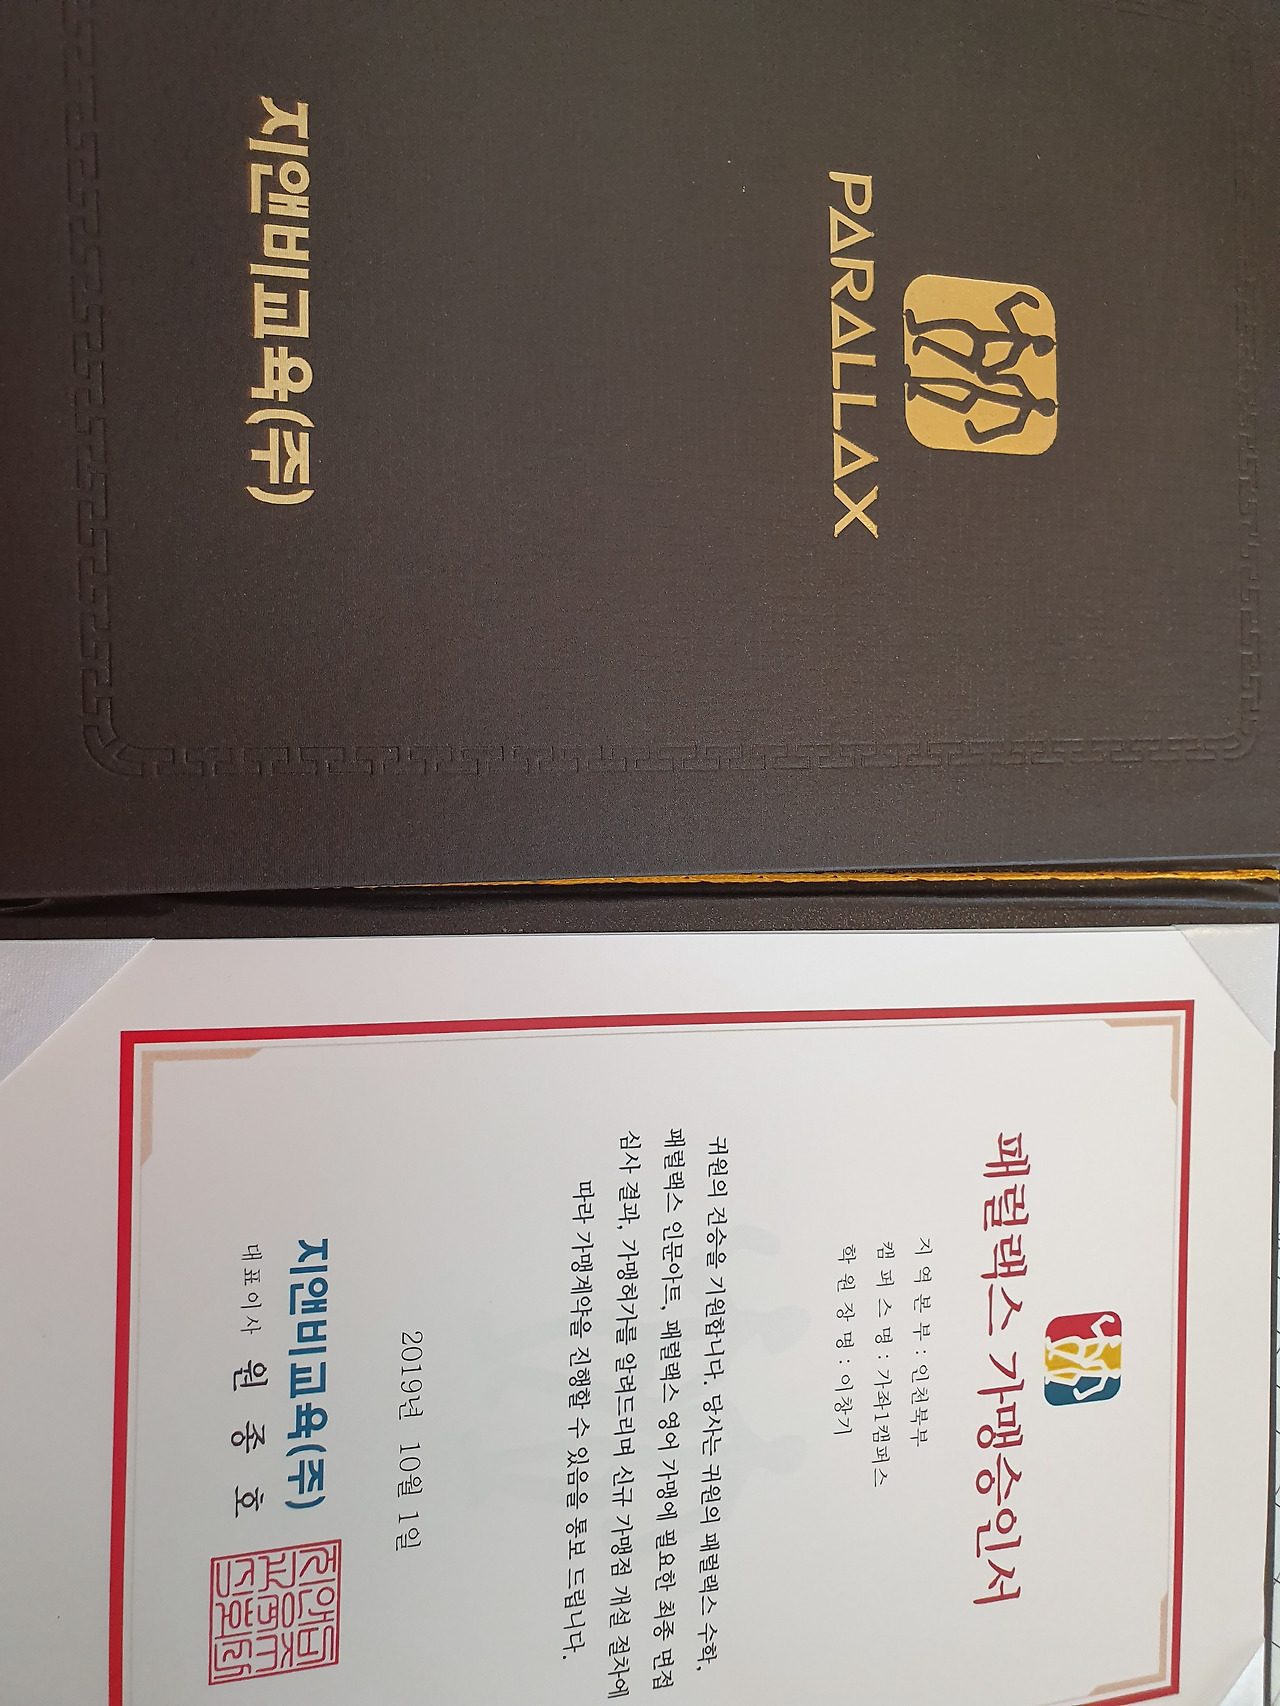 PARALLAX
지앤비교육(주)
패럴랙스 가맹승인서
지역본부 : 인천북부
캠퍼스명 : 가좌1캠퍼스
학원장명 : 이창기
귀원의 건승을 기원합니다. 당사는 귀원의 패럴랙스 수학,
패럴랙스 인문아트, 패럴랙스 영어 가맹에 필요한 최종 면접
심사 결과, 가맹허가를 알려드리며 신규 가맹점 개설 절차에
따라 가맹계약을 진행할 수 있음을 통보 드립니다.
2019년 10월 1일
지앤비교육(주)
대표이사 원종호